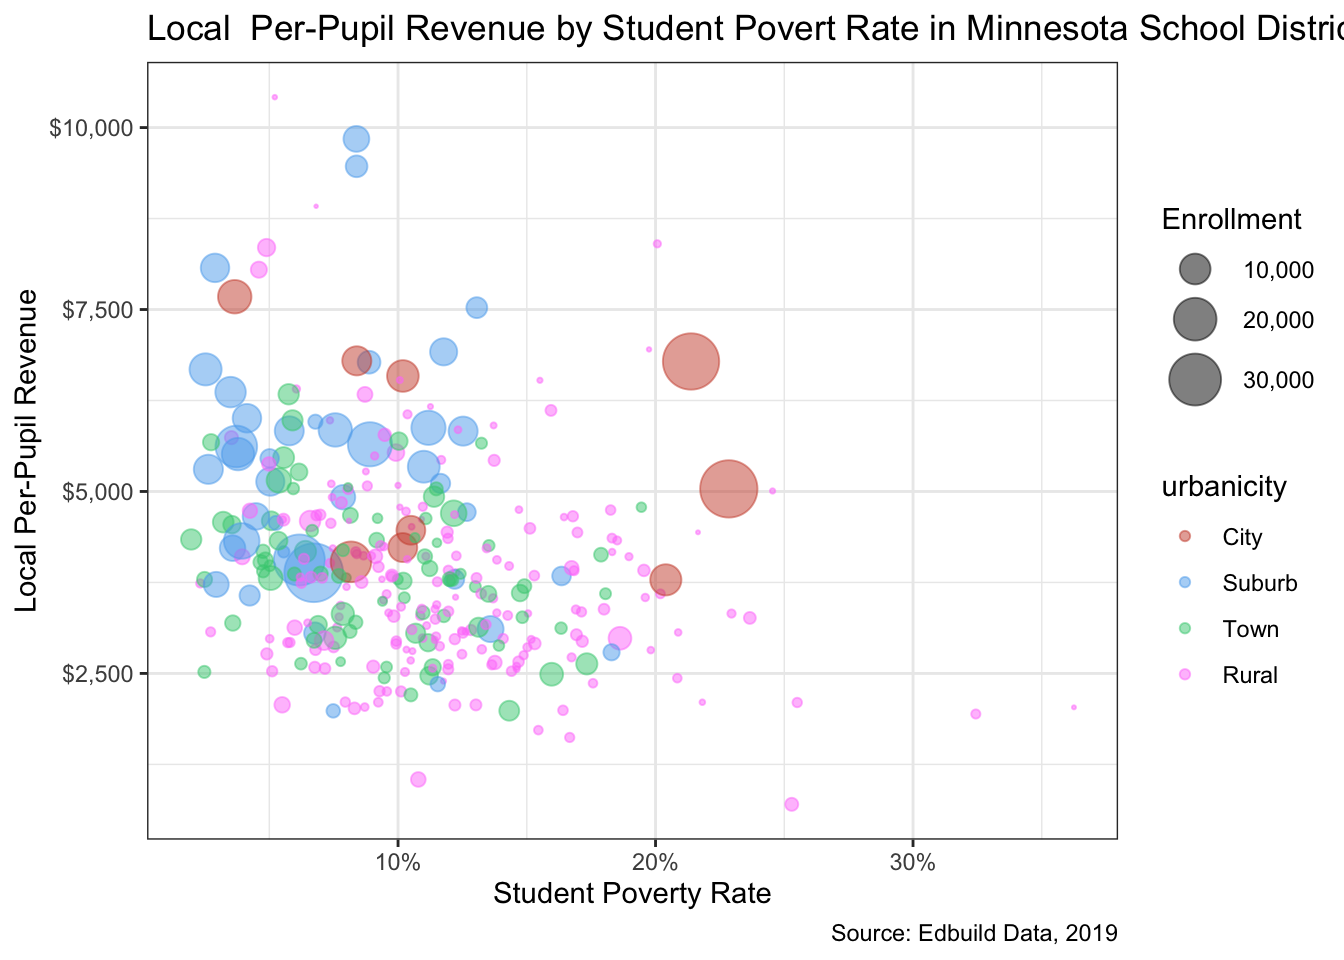 Local  Per-Pupil Revenue by Student Povert Rate in Minnesota School Distric
Local Per-Pupil Revenue
$10,000
$7,500
$5,000
$2,500
10%
20%
30%
Student Poverty Rate
Enrollment
10,000
20,000
30,000
urbanicity
City
Suburb
Town
Rural
Source: Edbuild Data, 2019